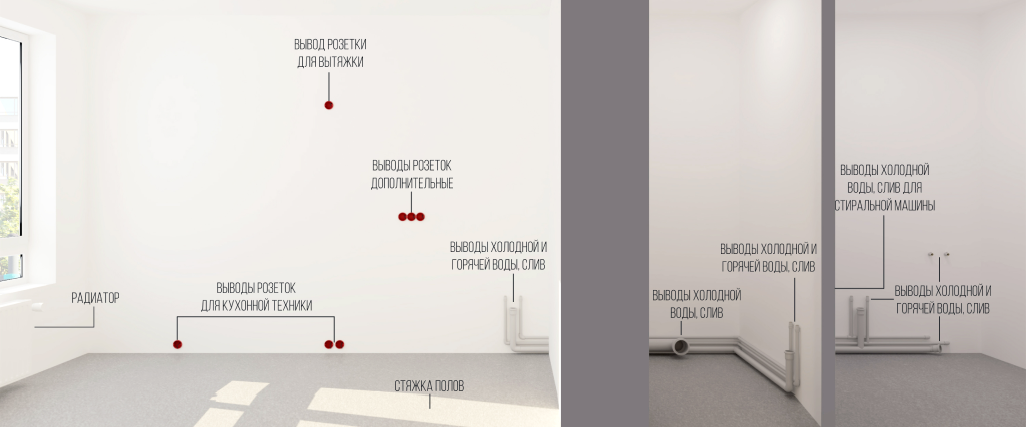 ВЫВОД РОЗЕТКИ
ДЛЯ ВЫТЯЖКИ
ВЫВОДЫ РОЗЕТОК
ДОПОЛНИТЕЛЬНЫЕ
ВЫВОДЫ ХОЛОДНОЙ И
ГОРЯЧЕЙ ВОДЫ, СЛИВ
РАДИАТОР
ВЫВОДЫ РОЗЕТОК
ДЛЯ КУХОННОЙ ТЕХНИКИ
СТЯЖКА ПОЛОВ
ВЫВОДЫ ХОЛОДНОЙ И
ГОРЯЧЕЙ ВОДЫ, СЛИВ
ВЫВОДЫ ХОЛОДНОЙ
ВОДЫ, СЛИВ
ВЫВОДЫ ХОЛОДНОЙ
ВОДЫ, СЛИВ ДЛЯ
СТИРАЛЬНОЙ МАШИНЫ
ВЫВОДЫ ХОЛОДНОЙ И
ГОРЯЧЕЙ ВОДЫ, СЛИВ